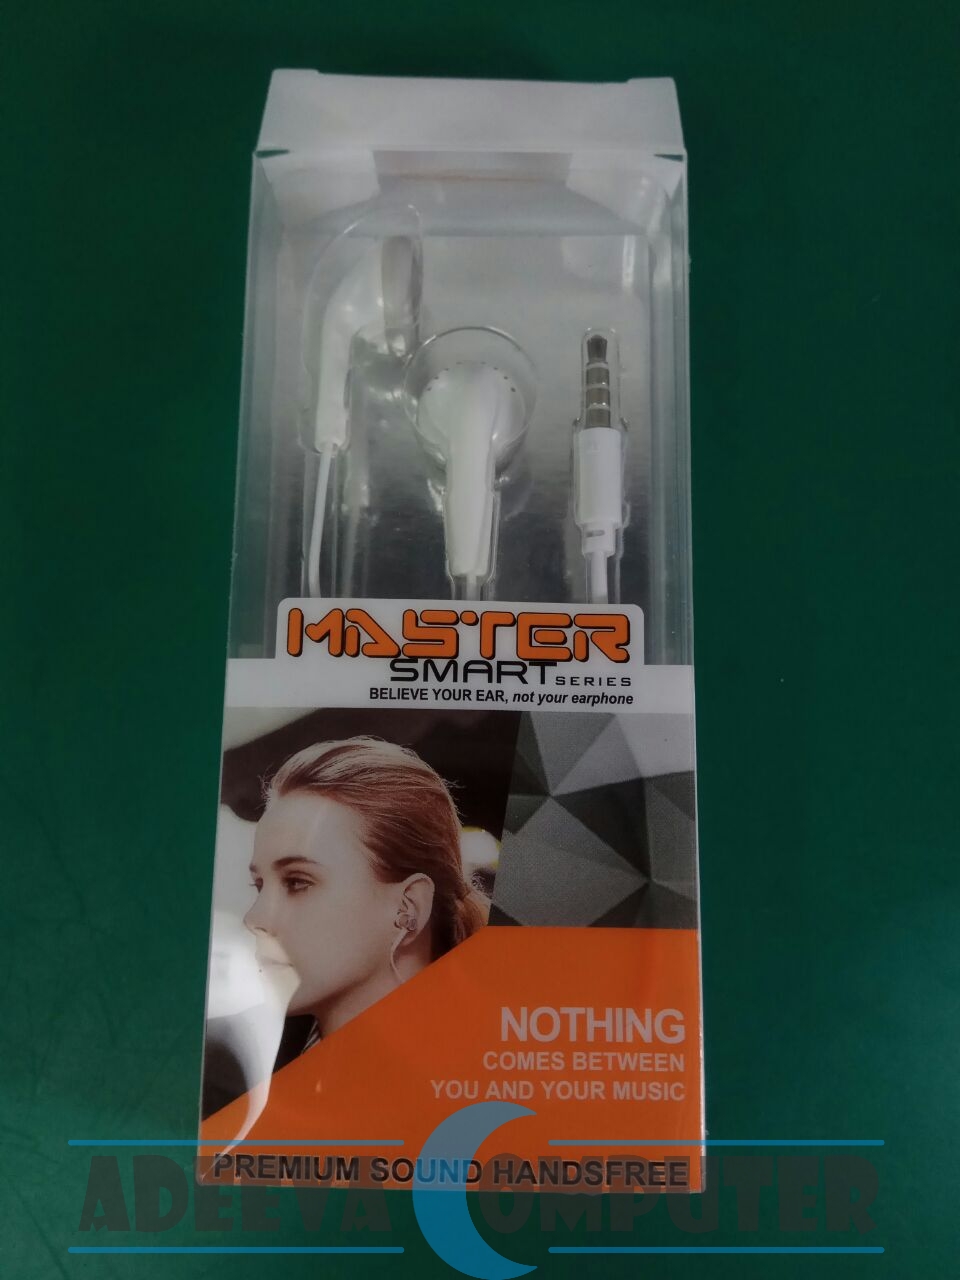 MASTER
SMART SERIES
BELIEVE YOUR EAR, not your earphone
NOTHING
COMES BETWEEN
YOU AND YOUR MUSIC
PREMIUM SOUND HANDSFREE
ADEEVA COMPUTER